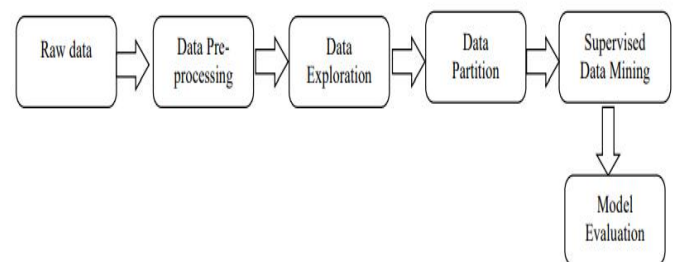 Raw data
Data Pre-
processing
Data
Exploration
Data
Partition
Supervised
Data Mining
Model
Evaluation